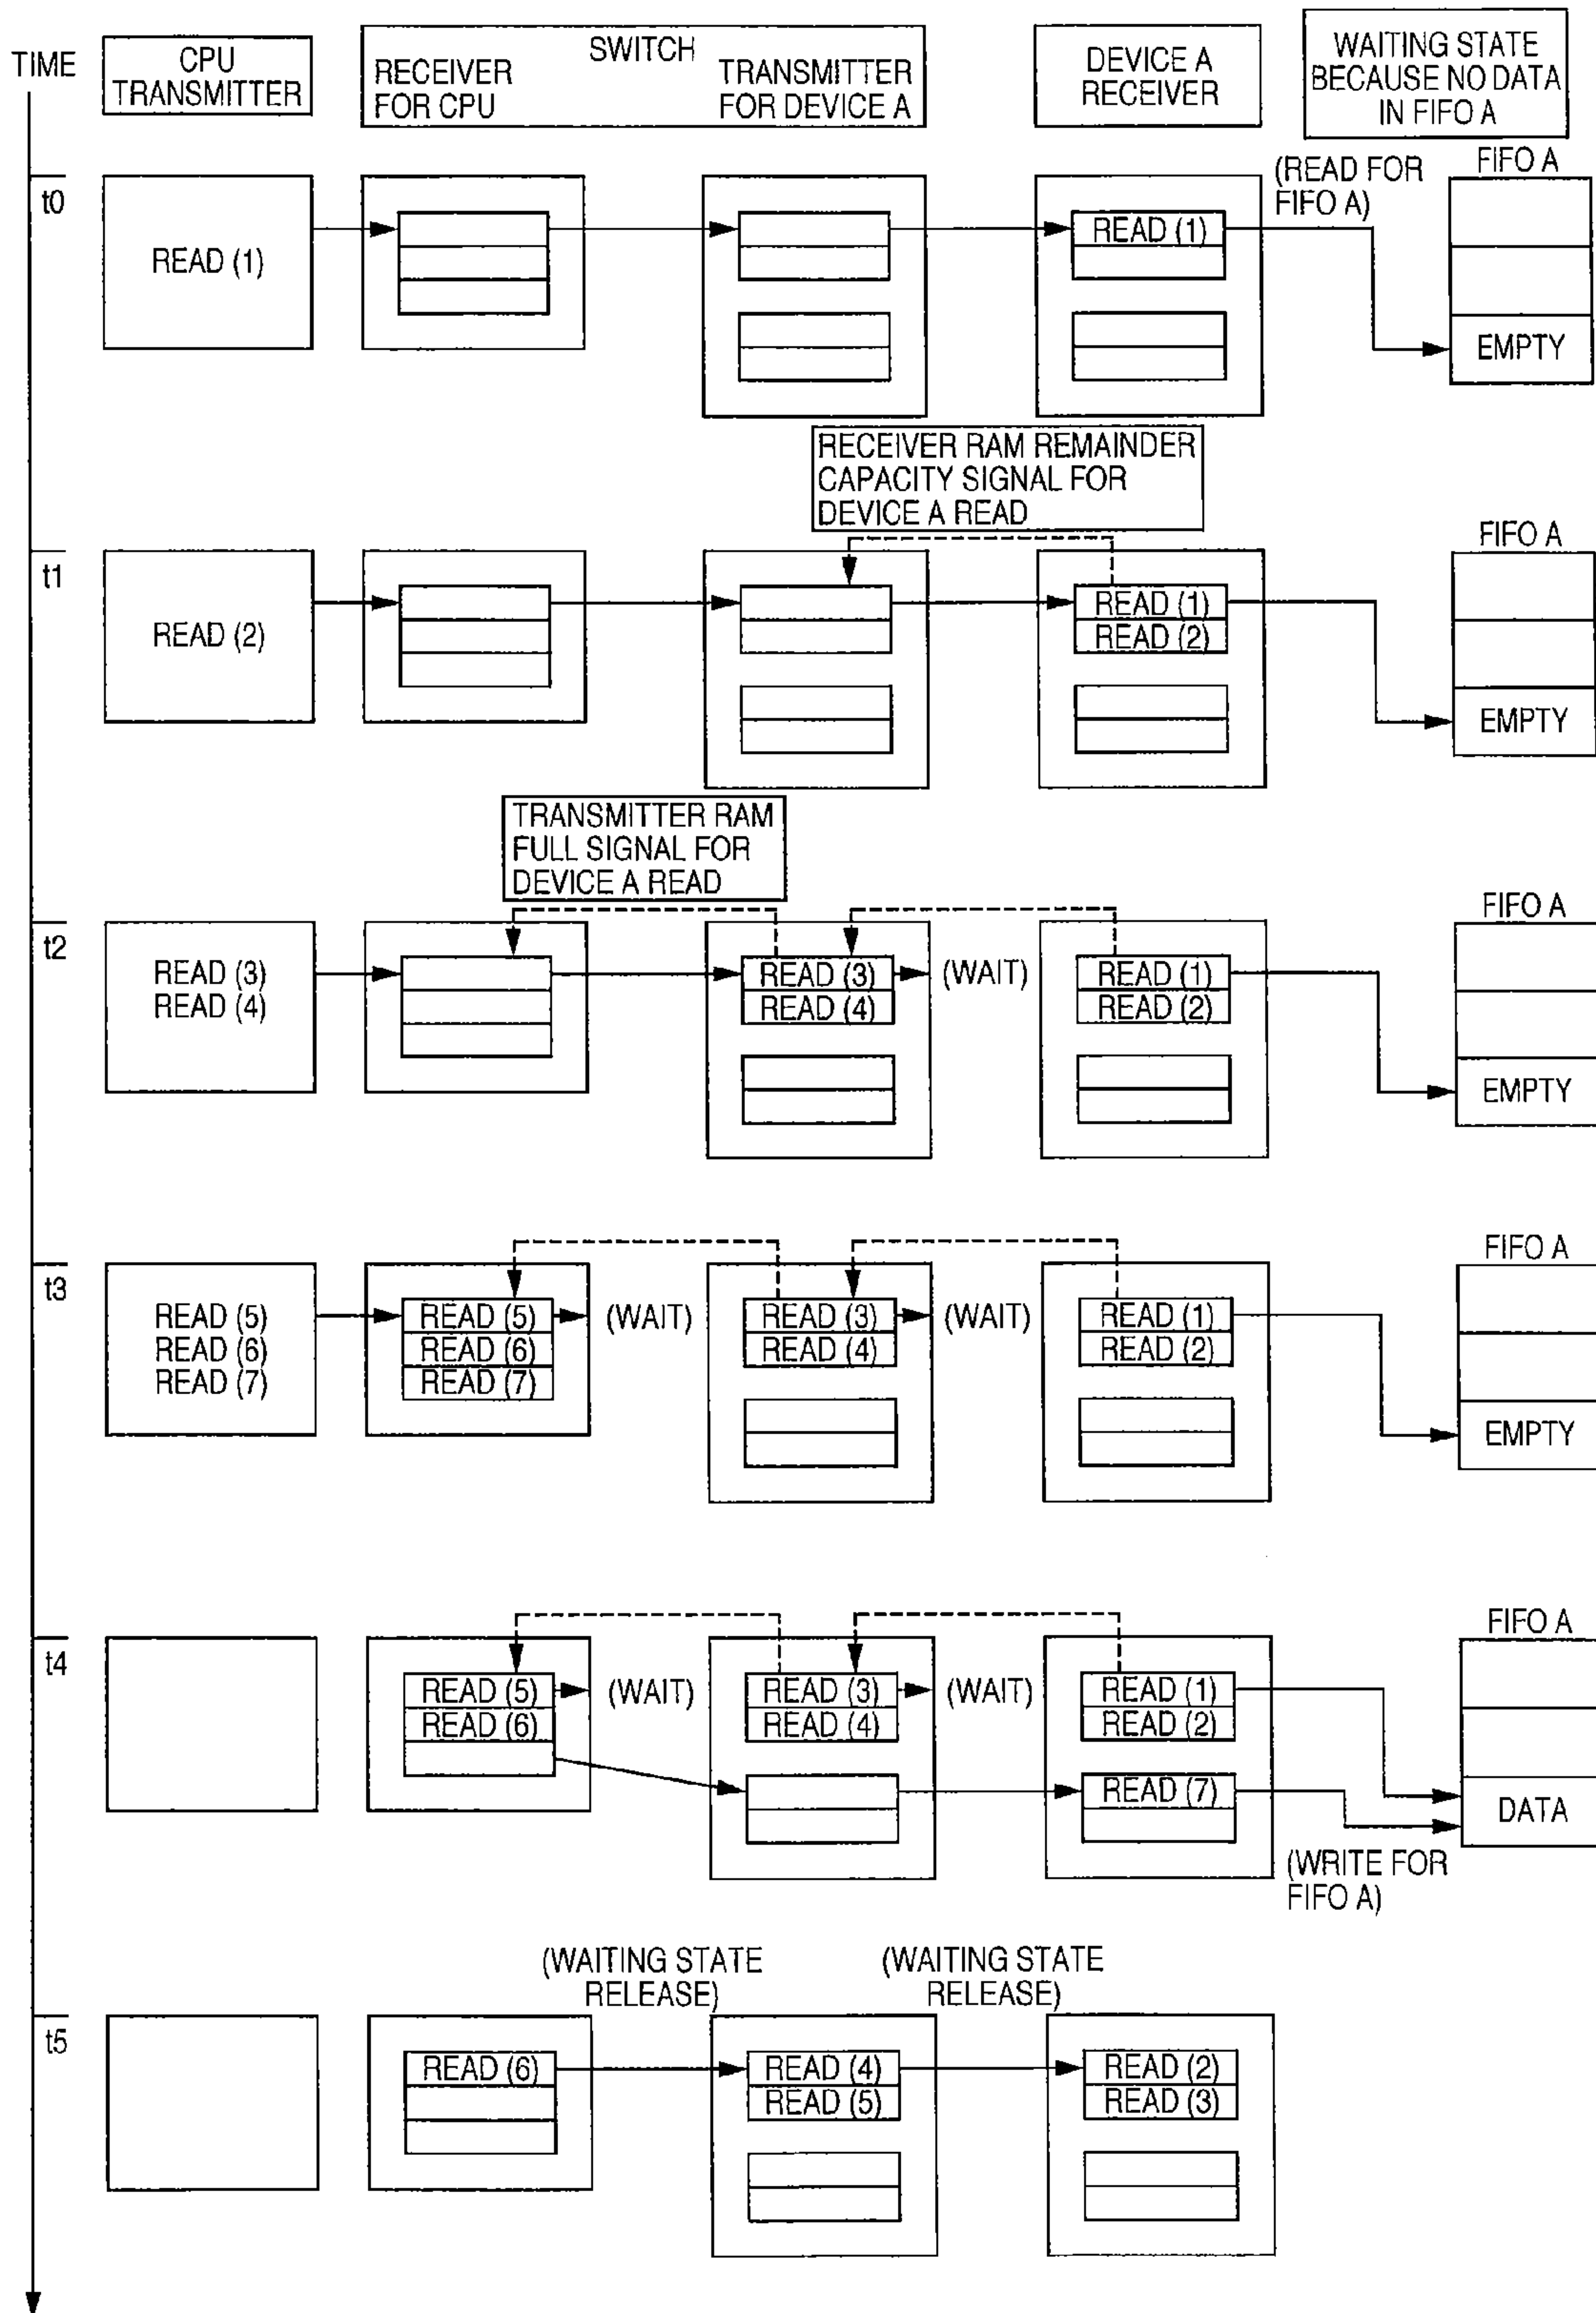 TIME
CPU
TRANSMITTER
SWITCH
RECEIVER
FOR CPU
TRANSMITTER
FOR DEVICE A
DEVICE A
RECEIVER
WAITING STATE
BECAUSE NO DATA
IN FIFO A
t0
READ (1)
READ (1)
(READ FOR
FIFO A)
FIFO A
EMPTY
RECEIVER RAM REMAINDER
CAPACITY SIGNAL FOR
DEVICE A READ
t1
READ (2)
READ (1)
READ (2)
FIFO A
EMPTY
TRANSMITTER RAM
FULL SIGNAL FOR
DEVICE A READ
t2
READ (3)
READ (4)
READ (3)
READ (4)
(WAIT)
READ (1)
READ (2)
FIFO A
EMPTY
t3
READ (5)
READ (6)
READ (7)
READ (5)
READ (6)
READ (7)
(WAIT)
READ (3)
READ (4)
(WAIT)
READ (1)
READ (2)
FIFO A
EMPTY
t4
READ (5)
READ (6)
(WAIT)
READ (3)
READ (4)
(WAIT)
READ (1)
READ (2)
READ (7)
FIFO A
DATA
(WRITE FOR
FIFO A)
(WAITING STATE
RELEASE)
(WAITING STATE
RELEASE)
t5
READ (6)
READ (4)
READ (5)
READ (2)
READ (3)